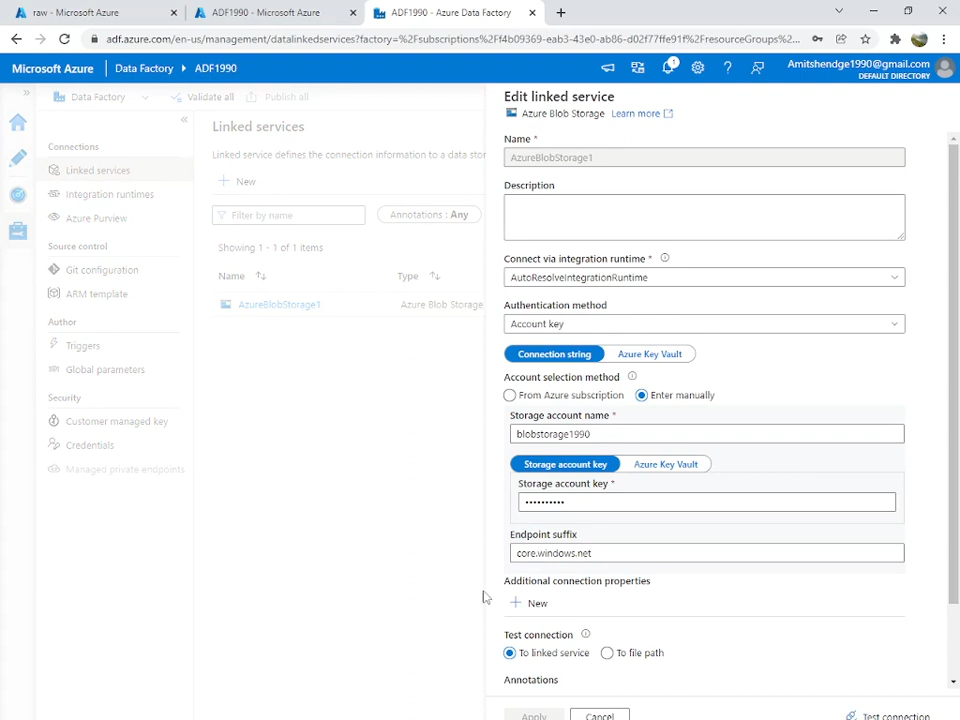 raw - Microsoft Azure
ADF1990 - Microsoft Azure
ADF1990 - Azure Data Factory
adf.azure.com/en-us/management/datalinkedservices?factory=%2Fsubscriptions%2Ff4b09369-eab3-43e0-ab86-d02f77ffe91f%2FresourceGroups%2...
Microsoft Azure
Data Factory
ADF1990
1
Amitshendge1990@gmail.com
DEFAULT DIRECTORY
Data Factory
Validate all
Publish all
Connections
Linked services
Integration runtimes
Azure Purview
Source control
Git configuration
ARM template
Author
Triggers
Global parameters
Security
Customer managed key
Credentials
Managed private endpoints
Linked services
Linked service defines the connection information to a data stor
New
Filter by name
Annotations : Any
Showing 1 - 1 of 1 items
Name
Type
AzureBlobStorage1
Azure Blob Storage
Edit linked service
Azure Blob Storage Learn more
Name *
AzureBlobStorage1
Description
Connect via integration runtime *
AutoResolveIntegrationRuntime
Authentication method
Account key
Connection string
Azure Key Vault
Account selection method
From Azure subscription
Enter manually
Storage account name *
blobstorage1990
Storage account key
Azure Key Vault
Storage account key *
••••••••••
Endpoint suffix
core.windows.net
Additional connection properties
New
Test connection
To linked service
To file path
Annotations
Apply
Cancel
Test connection